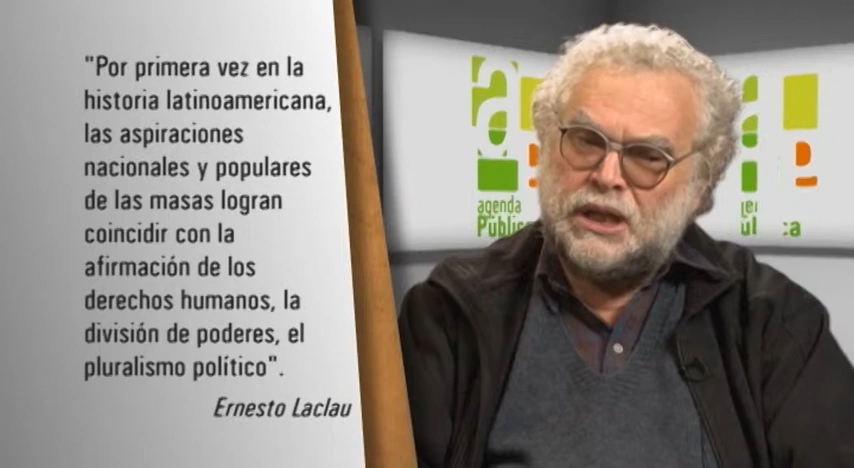 "Por primera vez en la
historia latinoamericana,
las aspiraciones
nacionales y populares
de las masas logran
coincidir con la
afirmación de los
derechos humanos, la
división de poderes, el
pluralismo político".
Ernesto Laclau
a
agenda